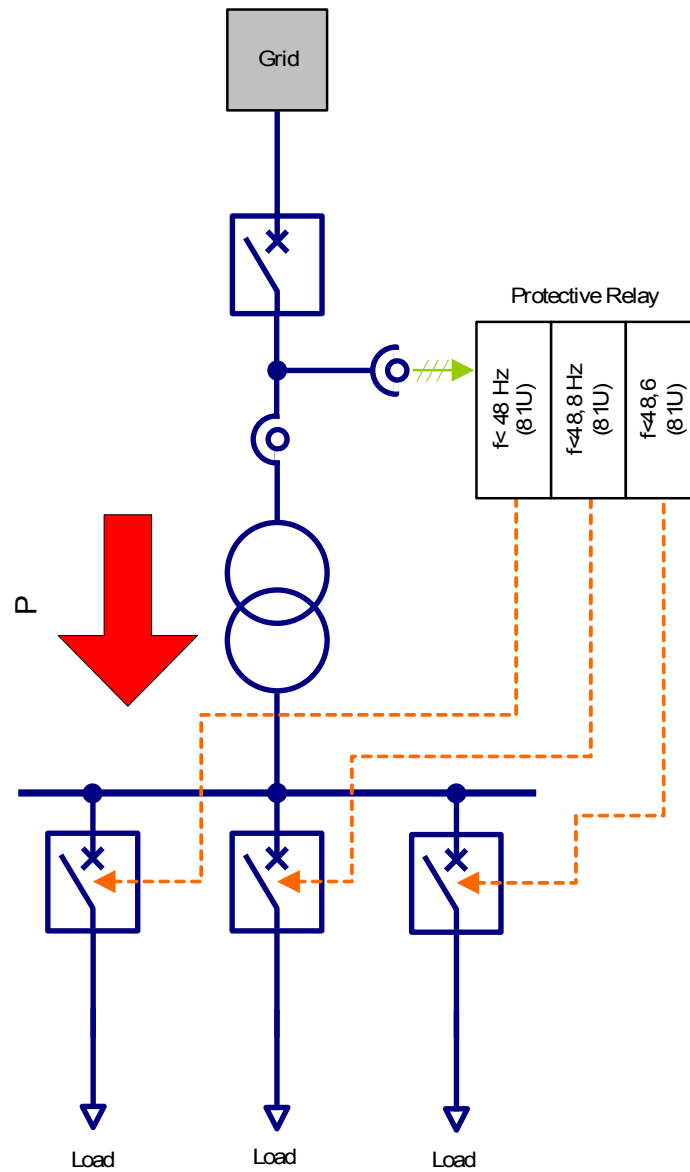 Grid
Protective Relay
f< 48 Hz
(81U)
f<48,8 Hz
(81U)
f<48,6
(81U)
P
Load
Load
Load